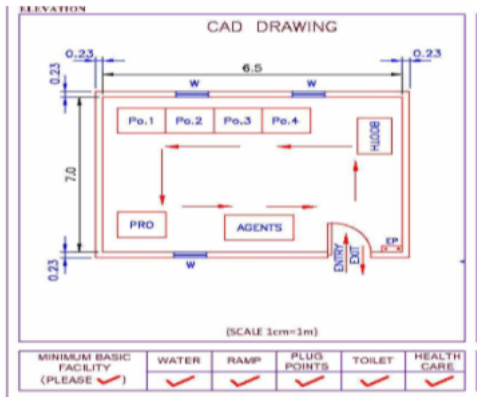 ELEVATION
CAD DRAWING
0.23
0.23
6.5
0.23
W
W
Po.1 Po.2 Po.3 Po.4
BOOTH
7.0
PRO
AGENTS
ENTRY
EXIT
EP
0.23
W
(SCALE 1cm=1m)
MINIMUM BASIC FACILITY (PLEASE ✓)
WATER
RAMP
PLUG POINTS
TOILET
HEALTH CARE
✓ ✓ ✓ ✓ ✓